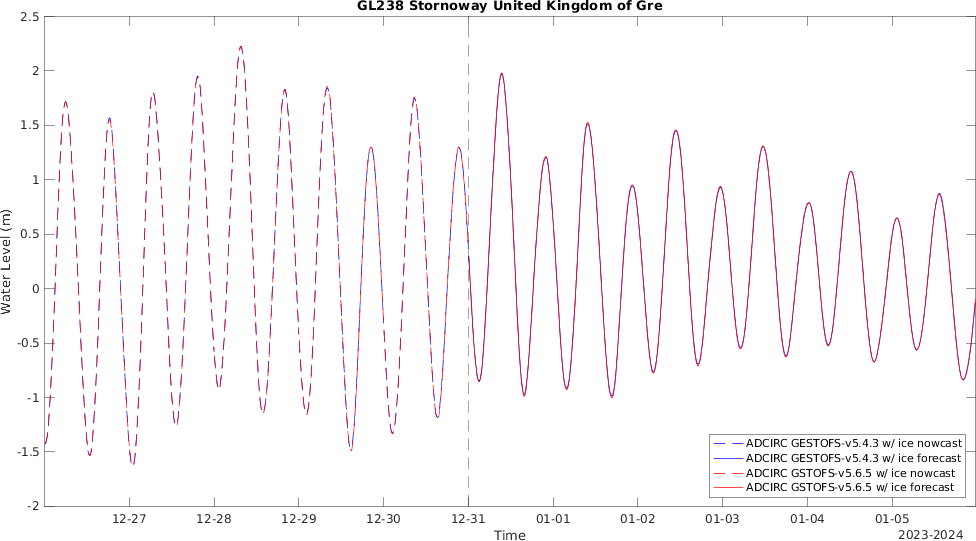 GL238 Stornoway United Kingdom of Gre
2.5
2
1.5
1
0.5
0
-0.5
-1
-1.5
-2
Water Level (m)
12-27 12-28 12-29 12-30 12-31 01-01 01-02 01-03 01-04 01-05
Time
2023-2024
ADCIRC GESTOFS-v5.4.3 w/ ice nowcast
ADCIRC GESTOFS-v5.4.3 w/ ice forecast
ADCIRC GSTOFS-v5.6.5 w/ ice nowcast
ADCIRC GSTOFS-v5.6.5 w/ ice forecast